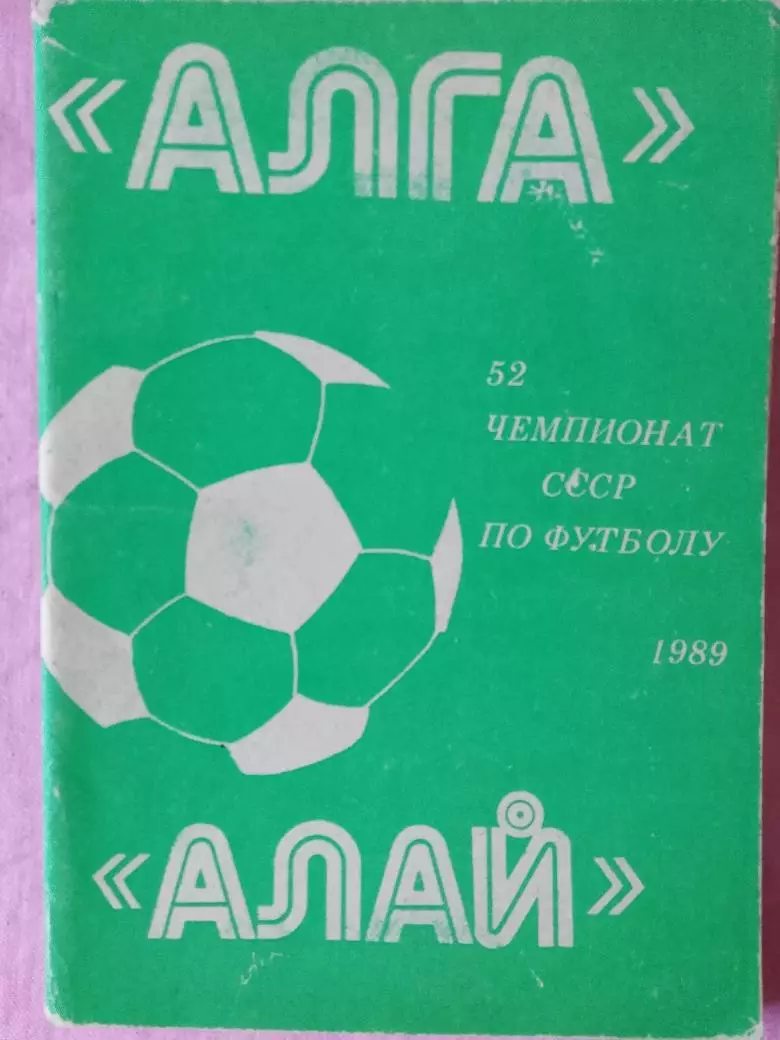 «АЛГА»
52
ЧЕМПИОНАТ
СССР
ПО ФУТБОЛУ
1989
«АЛАЙ»